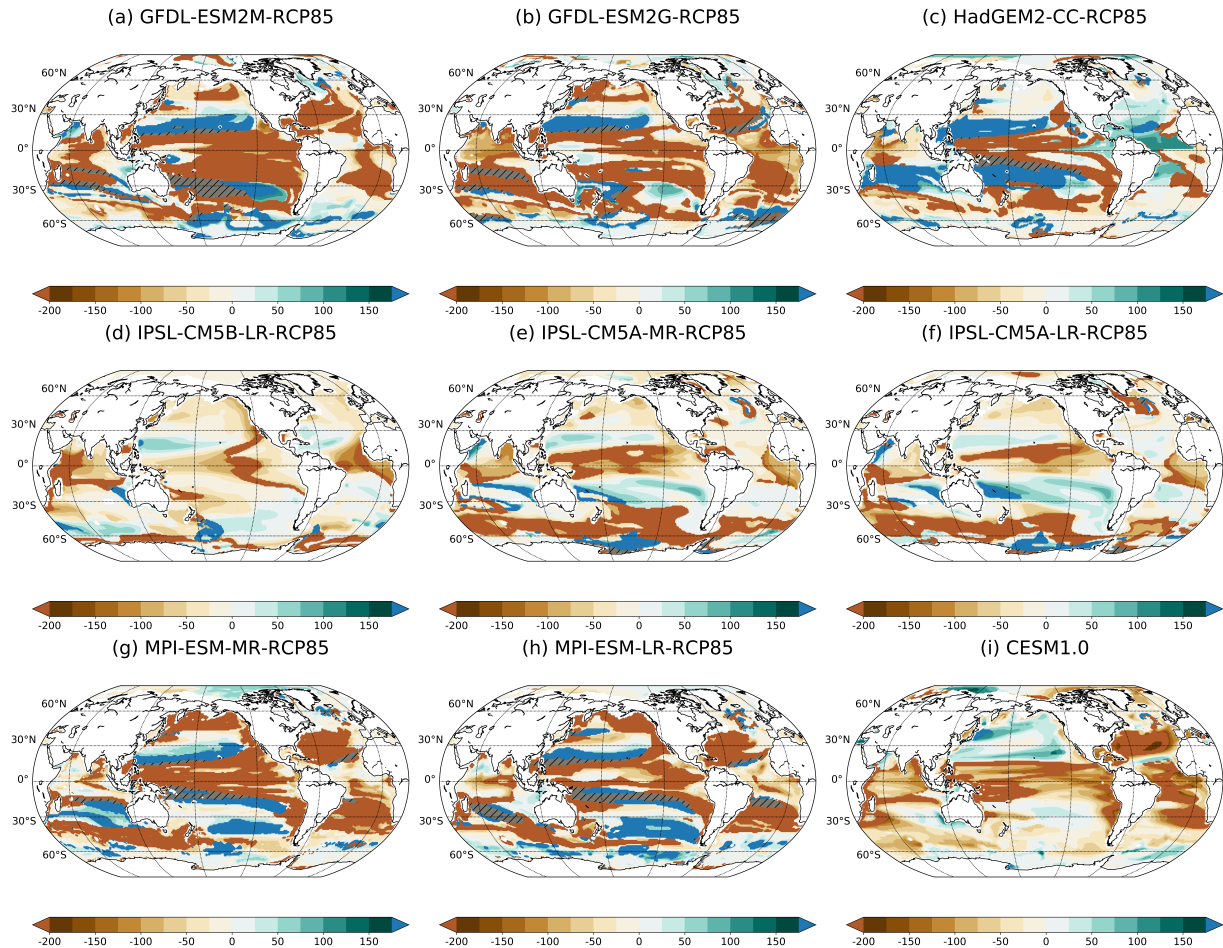 (a) GFDL-ESM2M-RCP85
(b) GFDL-ESM2G-RCP85
(c) HadGEM2-CC-RCP85
60°N
30°N
0°
30°S
60°S
60°N
30°N
0°
30°S
60°S
60°N
30°N
0°
30°S
60°S
-200 -150 -100 -50 0 50 100 150
-200 -150 -100 -50 0 50 100 150
-200 -150 -100 -50 0 50 100 150
(d) IPSL-CM5B-LR-RCP85
(e) IPSL-CM5A-MR-RCP85
(f) IPSL-CM5A-LR-RCP85
60°N
30°N
0°
30°S
60°S
60°N
30°N
0°
30°S
60°S
60°N
30°N
0°
30°S
60°S
-200 -150 -100 -50 0 50 100 150
-200 -150 -100 -50 0 50 100 150
-200 -150 -100 -50 0 50 100 150
(g) MPI-ESM-MR-RCP85
(h) MPI-ESM-LR-RCP85
(i) CESM1.0
60°N
30°N
0°
30°S
60°S
60°N
30°N
0°
30°S
60°S
60°N
30°N
0°
30°S
60°S
-200 -150 -100 -50 0 50 100 150
-200 -150 -100 -50 0 50 100 150
-200 -150 -100 -50 0 50 100 150